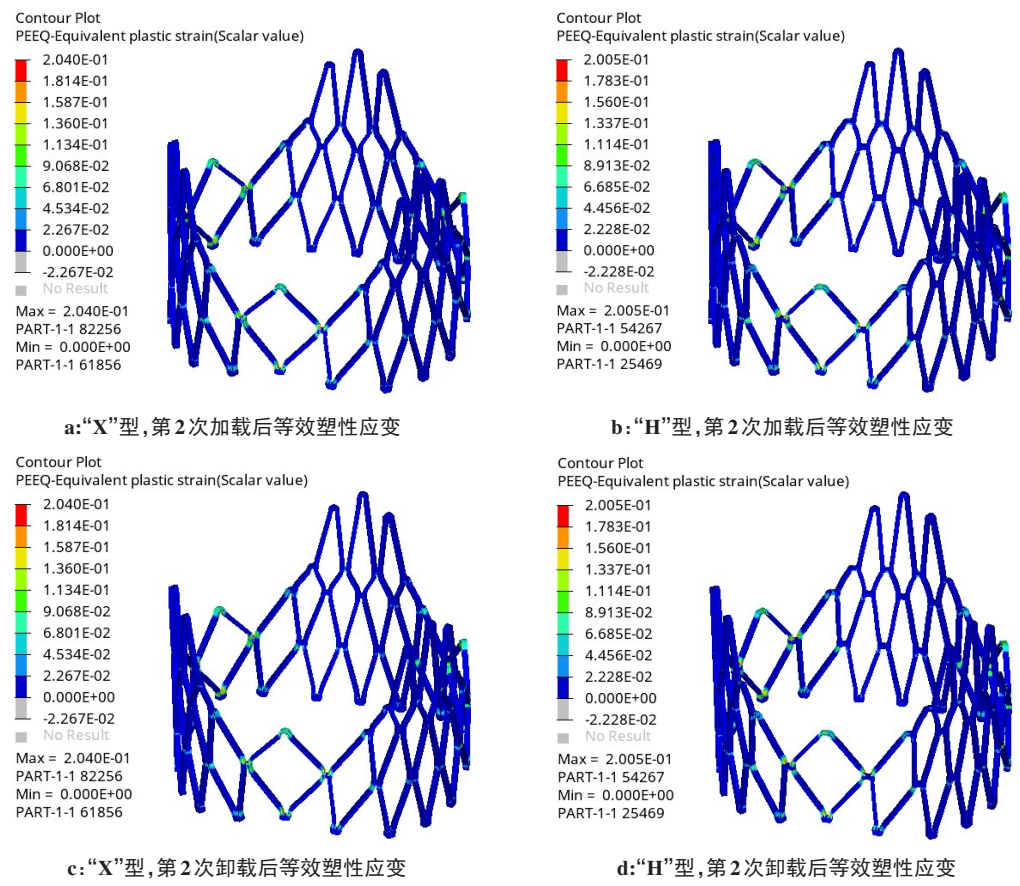 Contour Plot
PEEQ-Equivalent plastic strain(Scalar value)
2.040E-01
1.814E-01
1.587E-01
1.360E-01
1.134E-01
9.068E-02
6.801E-02
4.534E-02
2.267E-02
0.000E+00
-2.267E-02
No Result
Max = 2.040E-01
PART-1-1 82256
Min = 0.000E+00
PART-1-1 61856
a:“X”型,第2次加载后等效塑性应变
Contour Plot
PEEQ-Equivalent plastic strain(Scalar value)
2.005E-01
1.783E-01
1.560E-01
1.337E-01
1.114E-01
8.913E-02
6.685E-02
4.456E-02
2.228E-02
0.000E+00
-2.228E-02
No Result
Max = 2.005E-01
PART-1-1 54267
Min = 0.000E+00
PART-1-1 25469
b:“H”型,第2次加载后等效塑性应变
Contour Plot
PEEQ-Equivalent plastic strain(Scalar value)
2.040E-01
1.814E-01
1.587E-01
1.360E-01
1.134E-01
9.068E-02
6.801E-02
4.534E-02
2.267E-02
0.000E+00
-2.267E-02
No Result
Max = 2.040E-01
PART-1-1 82256
Min = 0.000E+00
PART-1-1 61856
c:“X”型,第2次卸载后等效塑性应变
Contour Plot
PEEQ-Equivalent plastic strain(Scalar value)
2.005E-01
1.783E-01
1.560E-01
1.337E-01
1.114E-01
8.913E-02
6.685E-02
4.456E-02
2.228E-02
0.000E+00
-2.228E-02
No Result
Max = 2.005E-01
PART-1-1 54267
Min = 0.000E+00
PART-1-1 25469
d:“H”型,第2次卸载后等效塑性应变